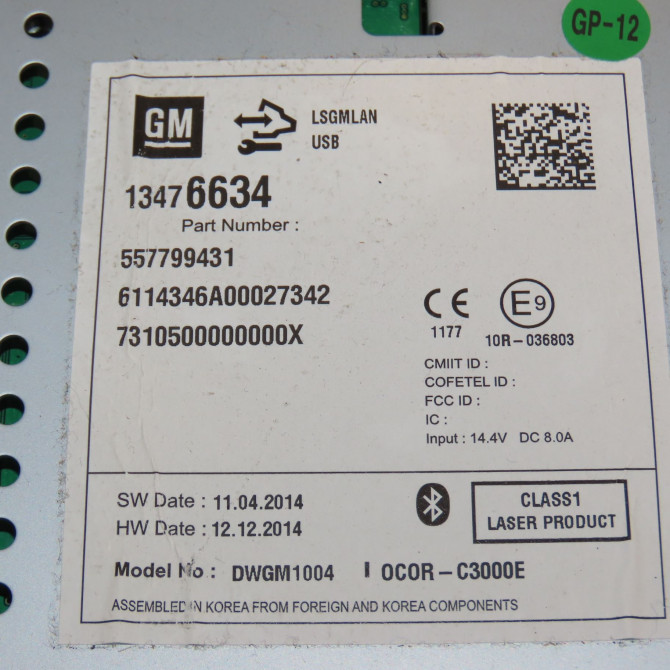 GP-12
GM
LSGMLAN
USB
13476634
Part Number :
557799431
6114346A00027342
7310500000000X
CE
1177
E9
10R-036803
CMIIT ID :
COFETEL ID :
FCC ID :
IC :
Input : 14.4V DC 8.0A
SW Date : 11.04.2014
HW Date : 12.12.2014
CLASS1
LASER PRODUCT
Model No : DWGM1004 I OCOR-C3000E
ASSEMBLED IN KOREA FROM FOREIGN AND KOREA COMPONENTS